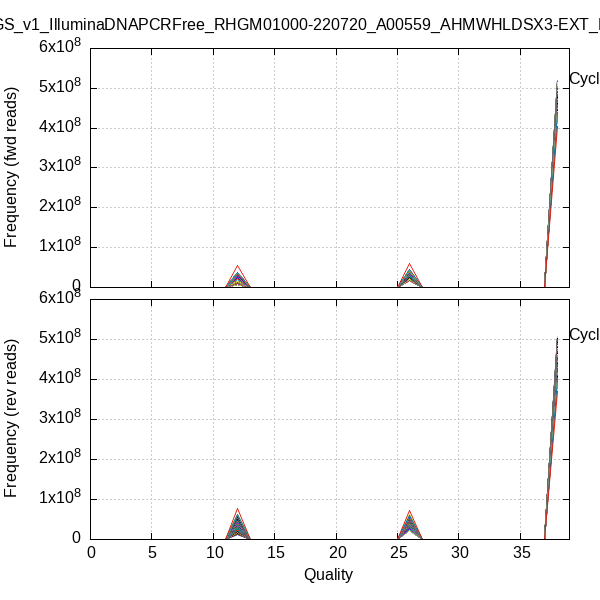 GS_v1_IlluminaDNAPCRFree_RHGM01000-220720_A00559_AHMWHLDSX3-EXT_
6x10^8
5x10^8
4x10^8
3x10^8
2x10^8
1x10^8
0
Frequency (fwd reads)
Cycl
6x10^8
5x10^8
4x10^8
3x10^8
2x10^8
1x10^8
0
Frequency (rev reads)
Cycl
0 5 10 15 20 25 30 35
Quality